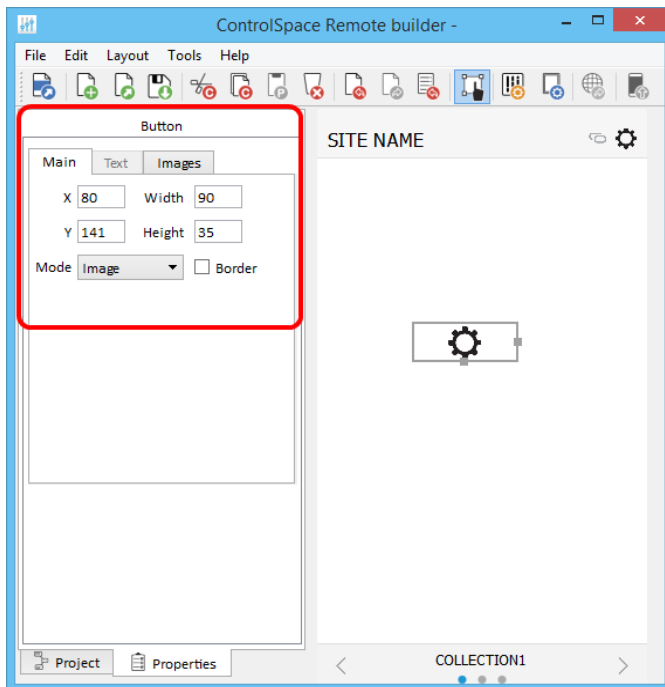 ControlSpace Remote builder -
File Edit Layout Tools Help
Button
Main Text Images
X 80 Width 90
Y 141 Height 35
Mode Image Border
SITE NAME
Project Properties
COLLECTION1